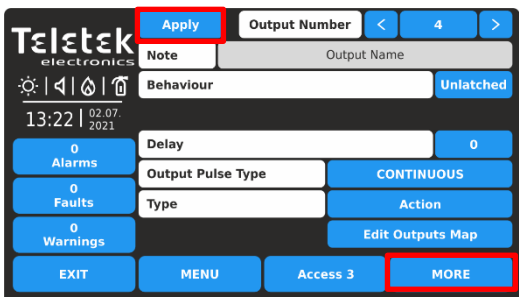 Teletek
electronics
Apply
Output Number < 4 >
Note Output Name
Behaviour Unlatched
13:22 02.07.
2021
0
Alarms
Delay 0
Output Pulse Type CONTINUOUS
0
Faults
Type Action
0
Warnings
Edit Outputs Map
EXIT MENU Access 3 MORE